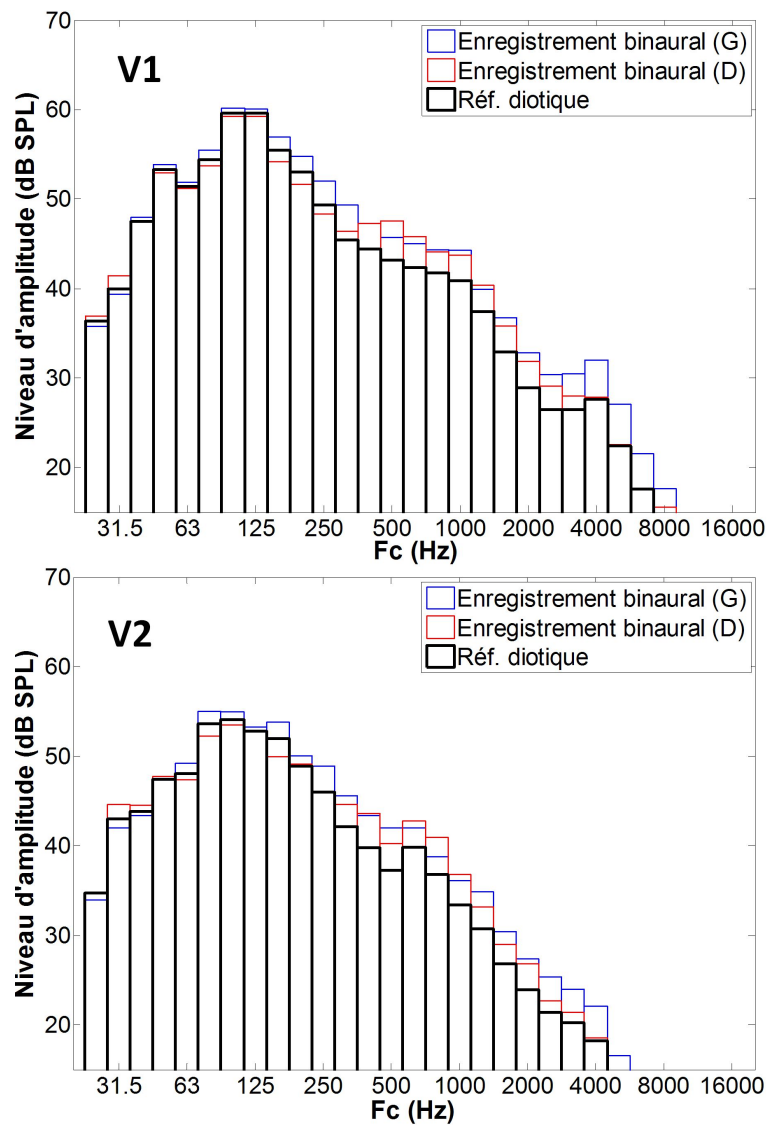 70
60
50
40
30
20
Niveau d'amplitude (dB SPL)
V1
Enregistrement binaural (G)
Enregistrement binaural (D)
Réf. diotique
31.5 63 125 250 500 1000 2000 4000 8000 16000
Fc (Hz)
70
60
50
40
30
20
Niveau d'amplitude (dB SPL)
V2
Enregistrement binaural (G)
Enregistrement binaural (D)
Réf. diotique
31.5 63 125 250 500 1000 2000 4000 8000 16000
Fc (Hz)